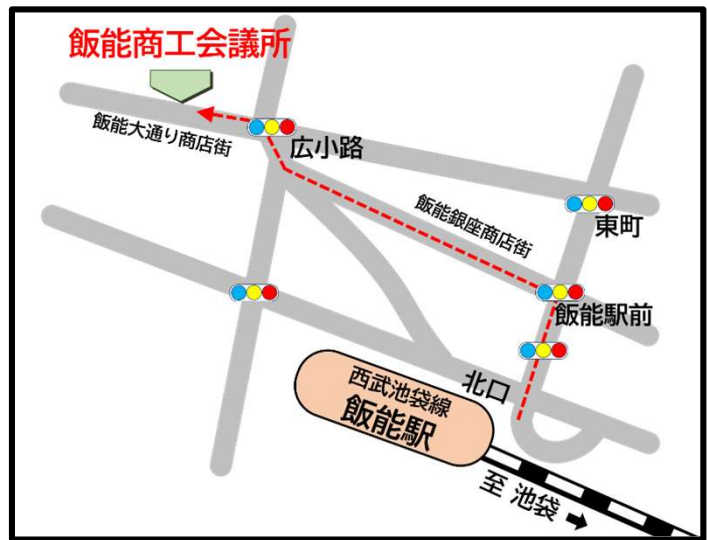 飯能商工会議所
飯能大通り商店街
広小路
飯能銀座商店街
東町
飯能駅前
北口
西武池袋線
飯能駅
至 池袋